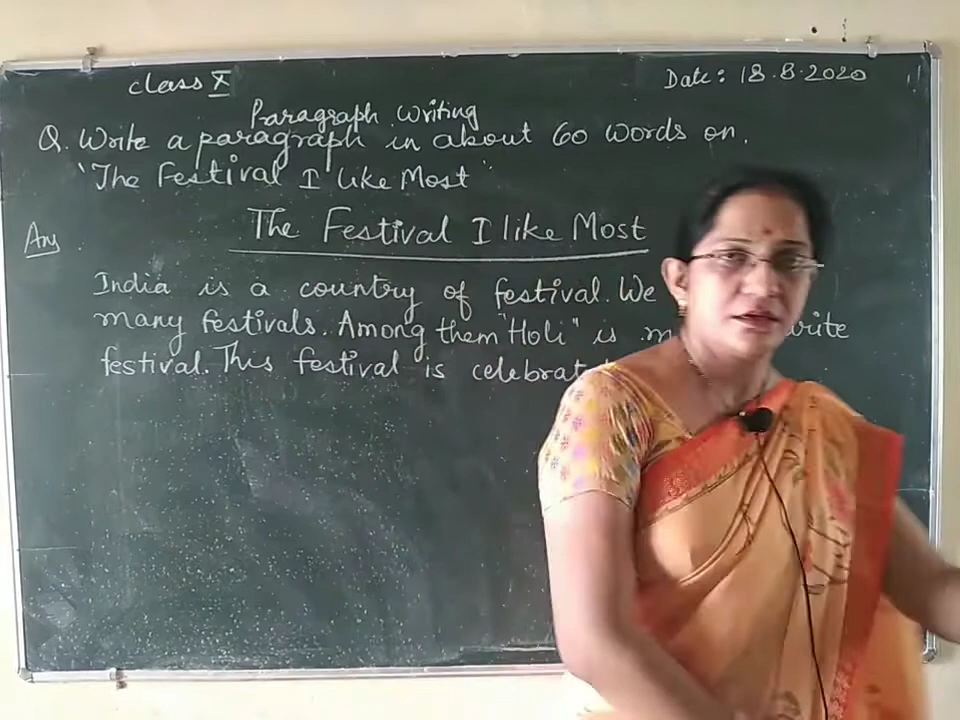 class X
Date: 18.8.2020
Paragraph Writing
Q. Write a paragraph in about 60 words on.
'The Festival I like Most'
The Festival I like Most
Ans
India is a country of festival. We
many festivals. Among them "Holi" is
festival. This festival is